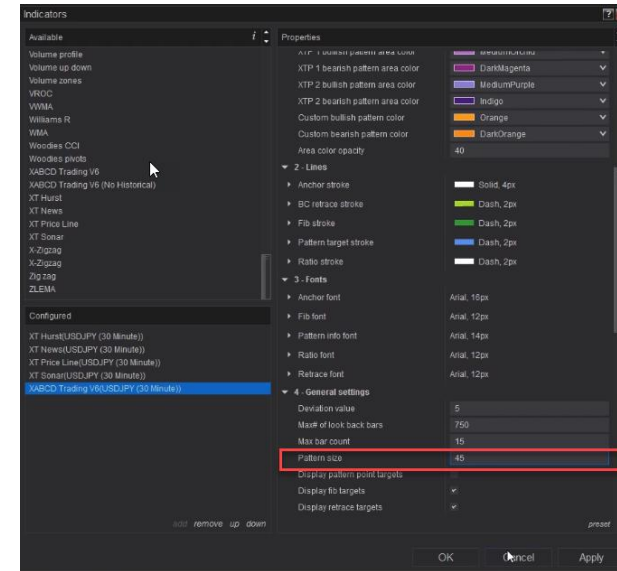 Indicators
?
Available
i
Properties
Volume profile
Volume up down
Volume zones
VROC
VWMA
Williams R
WMA
Woodies CCI
Woodies pivots
XABCD Trading V6
XABCD Trading V6 (No Historical)
XT Hurst
XT News
XT Price Line
XT Sonar
X-Zigzag
X-Zigzag
Zig zag
ZLEMA
Configured
XT Hurst(USDJPY (30 Minute))
XT News(USDJPY (30 Minute))
XT Price Line(USDJPY (30 Minute))
XT Sonar(USDJPY (30 Minute))
XABCD Trading V6(USDJPY (30 Minute))
add remove up down
XTP 1 bullish pattern area color MediumOrchid
XTP 1 bearish pattern area color DarkMagenta
XTP 2 bullish pattern area color MediumPurple
XTP 2 bearish pattern area color Indigo
Custom bullish pattern color Orange
Custom bearish pattern color DarkOrange
Area color opacity 40
2 - Lines
Anchor stroke Solid, 4px
BC retrace stroke Dash, 2px
Fib stroke Dash, 2px
Pattern target stroke Dash, 2px
Ratio stroke Dash, 2px
3 - Fonts
Anchor font Arial, 16px
Fib font Arial, 12px
Pattern info font Arial, 14px
Ratio font Arial, 12px
Retrace font Arial, 12px
4 - General settings
Deviation value 5
Max# of look back bars 750
Max bar count 15
Pattern size 45
Display pattern point targets
Display fib targets
Display retrace targets
preset
OK Cancel Apply